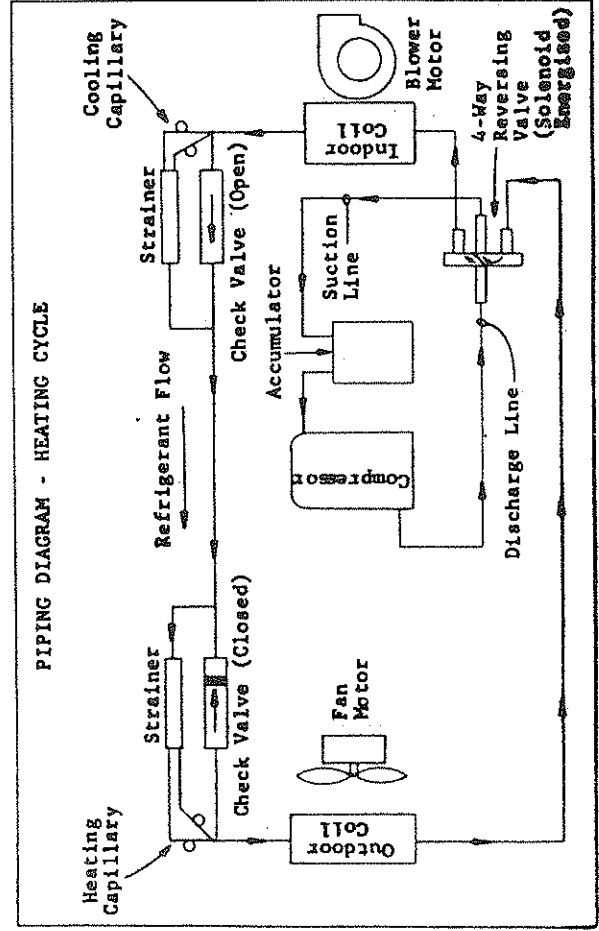 PIPING DIAGRAM - HEATING CYCLE
Heating
Capillary
Strainer
Check Valve (Closed)
Refrigerant Flow
Strainer
Check Valve (Open)
Cooling
Capillary
Outdoor
Coil
Fan
Motor
Compressor
Accumulator
Suction
Line
Indoor
Coil
Blower
Motor
Discharge Line
4-Way
Reversing
Valve
(Solenoid
Energized)